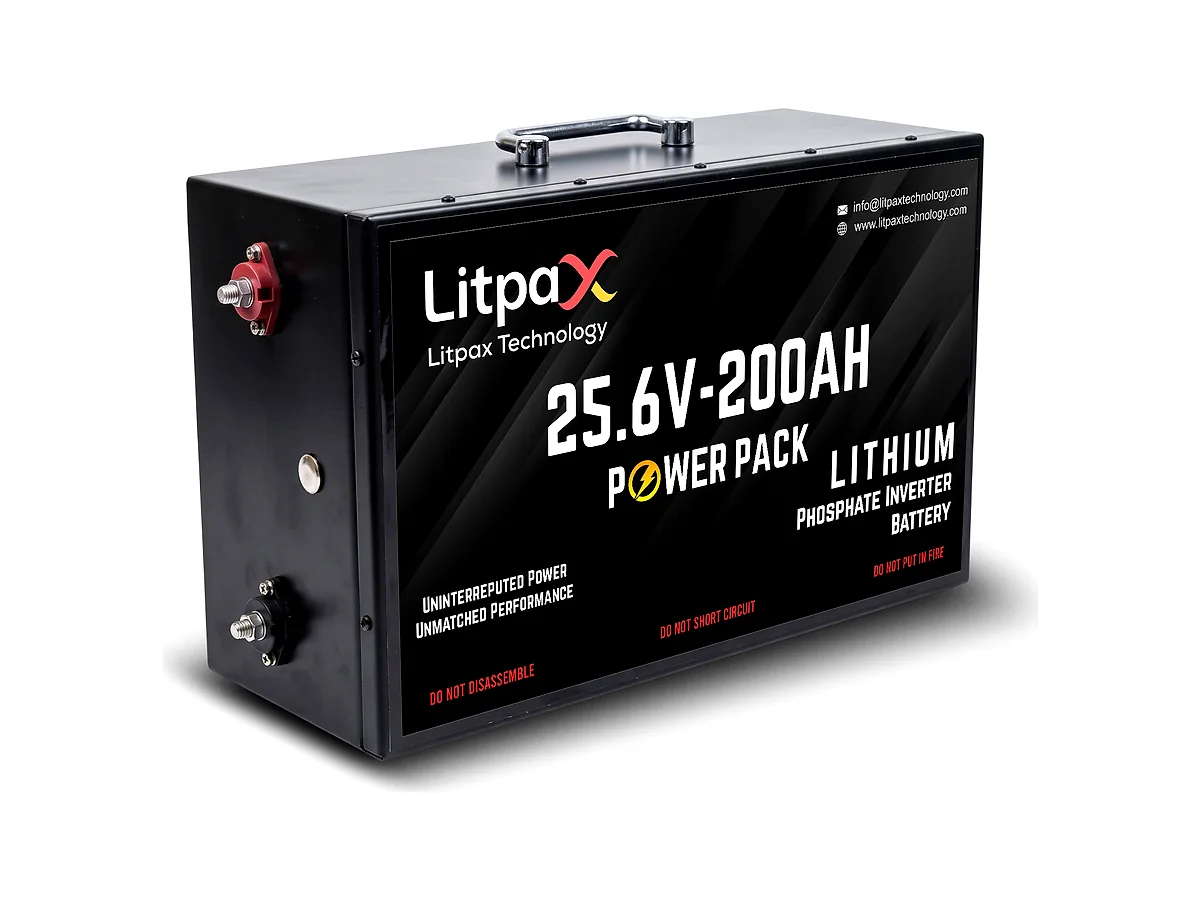 info@litpaxtechnology.com
www.litpaxtechnology.com
Litpax
Litpax Technology
25.6V-200AH
POWER PACK
LITHIUM
PHOSPHATE INVERTER
BATTERY
UNINTERREPUTED POWER
UNMATCHED PERFORMANCE
DO NOT DISASSEMBLE
DO NOT SHORT CIRCUIT
DO NOT PUT IN FIRE